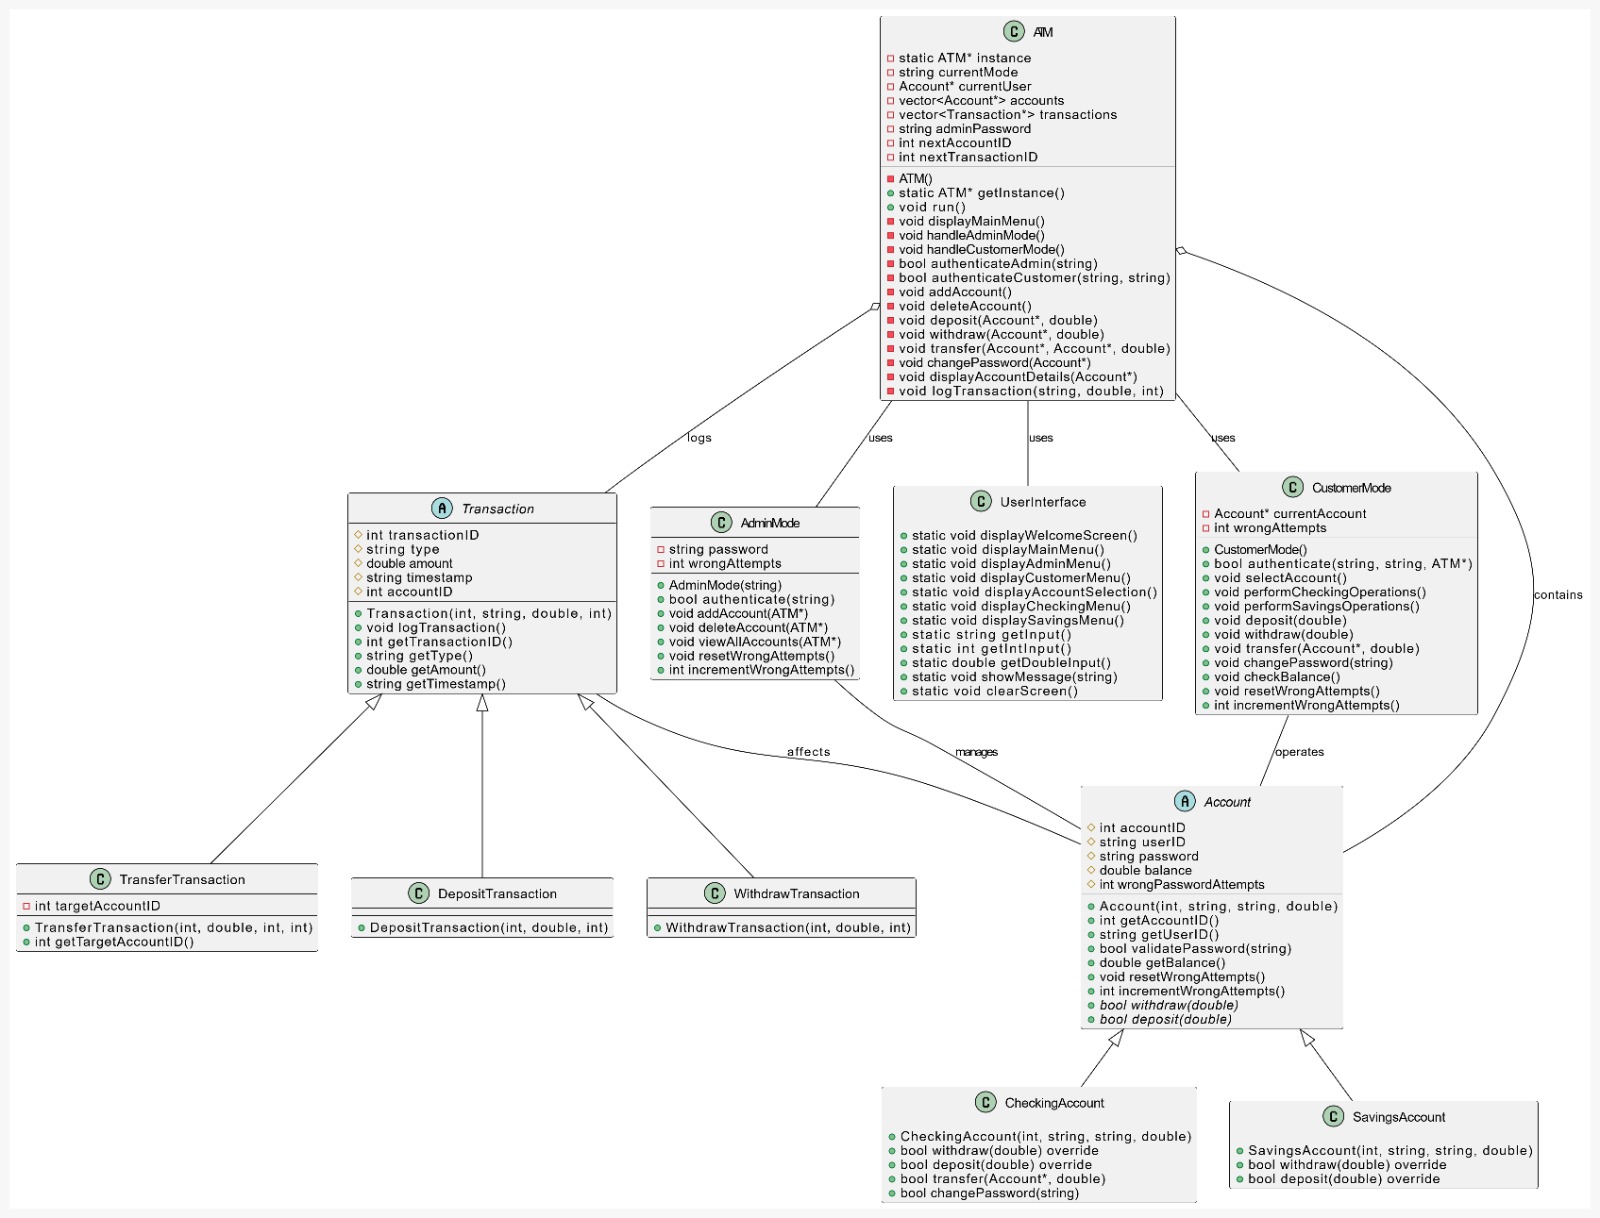 C ATM
static ATM* instance
string currentMode
Account* currentUser
vector<Account*> accounts
vector<Transaction*> transactions
string adminPassword
int nextAccountID
int nextTransactionID
ATM()
static ATM* getInstance()
void run()
void displayMainMenu()
void handleAdminMode()
void handleCustomerMode()
bool authenticateAdmin(string)
bool authenticateCustomer(string, string)
void addAccount()
void deleteAccount()
void deposit(Account*, double)
void withdraw(Account*, double)
void transfer(Account*, Account*, double)
void changePassword(Account*)
void displayAccountDetails(Account*)
void logTransaction(string, double, int)
logs
uses
uses
uses
contains
A Transaction
int transactionID
string type
double amount
string timestamp
int accountID
Transaction(int, string, double, int)
void logTransaction()
int getTransactionID()
string getType()
double getAmount()
string getTimestamp()
C AdminMode
string password
int wrongAttempts
AdminMode(string)
bool authenticate(string)
void addAccount(ATM*)
void deleteAccount(ATM*)
void viewAllAccounts(ATM*)
void resetWrongAttempts()
int incrementWrongAttempts()
C UserInterface
static void displayWelcomeScreen()
static void displayMainMenu()
static void displayAdminMenu()
static void displayCustomerMenu()
static void displayAccountSelection()
static void displayCheckingMenu()
static void displaySavingsMenu()
static string getInput()
static int getIntInput()
static double getDoubleInput()
static void showMessage(string)
static void clearScreen()
C CustomerMode
Account* currentAccount
int wrongAttempts
CustomerMode()
bool authenticate(string, string, ATM*)
void selectAccount()
void performCheckingOperations()
void performSavingsOperations()
void deposit(double)
void withdraw(double)
void transfer(Account*, double)
void changePassword(string)
void checkBalance()
void resetWrongAttempts()
int incrementWrongAttempts()
affects
manages
operates
C TransferTransaction
int targetAccountID
TransferTransaction(int, double, int, int)
int getTargetAccountID()
C DepositTransaction
DepositTransaction(int, double, int)
C WithdrawTransaction
WithdrawTransaction(int, double, int)
A Account
int accountID
string userID
string password
double balance
int wrongPasswordAttempts
Account(int, string, string, double)
int getAccountID()
string getUserID()
bool validatePassword(string)
double getBalance()
void resetWrongAttempts()
int incrementWrongAttempts()
bool withdraw(double)
bool deposit(double)
C CheckingAccount
CheckingAccount(int, string, string, double)
bool withdraw(double) override
bool deposit(double) override
bool transfer(Account*, double)
bool changePassword(string)
C SavingsAccount
SavingsAccount(int, string, string, double)
bool withdraw(double) override
bool deposit(double) override